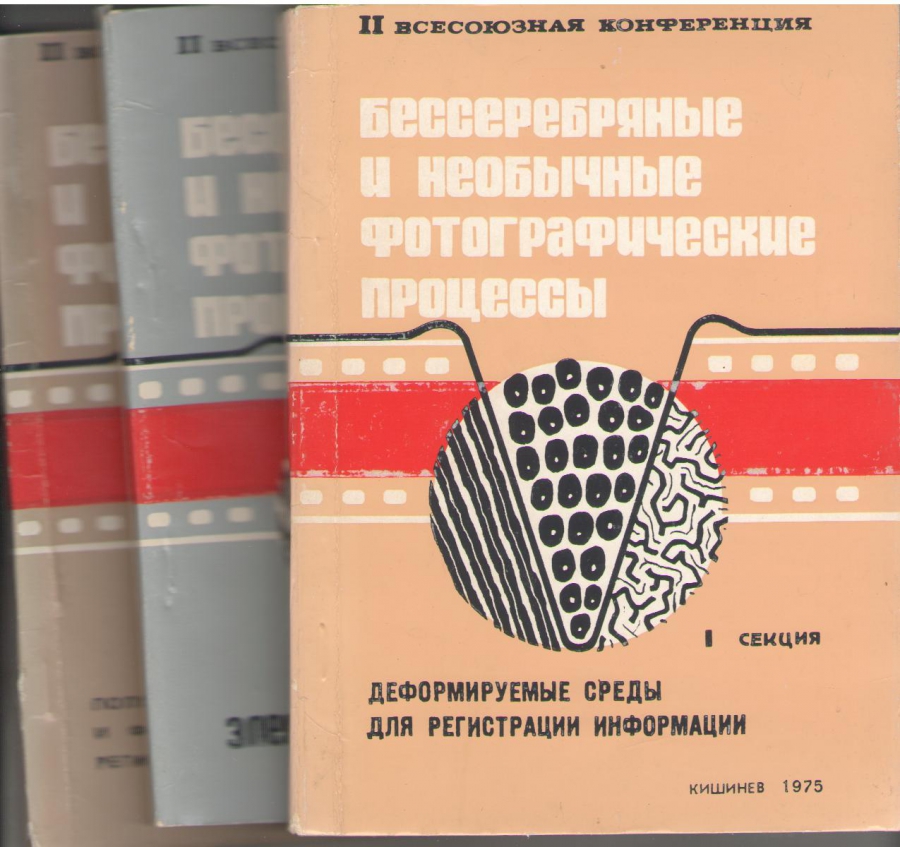 II ВСЕСОЮЗНАЯ КОНФЕРЕНЦИЯ
БЕССЕРЕБРЯНЫЕ
И НЕОБЫЧНЫЕ
ФОТОГРАФИЧЕСКИЕ
ПРОЦЕССЫ
I СЕКЦИЯ
ДЕФОРМИРУЕМЫЕ СРЕДЫ
ДЛЯ РЕГИСТРАЦИИ ИНФОРМАЦИИ
КИШИНЕВ 1975